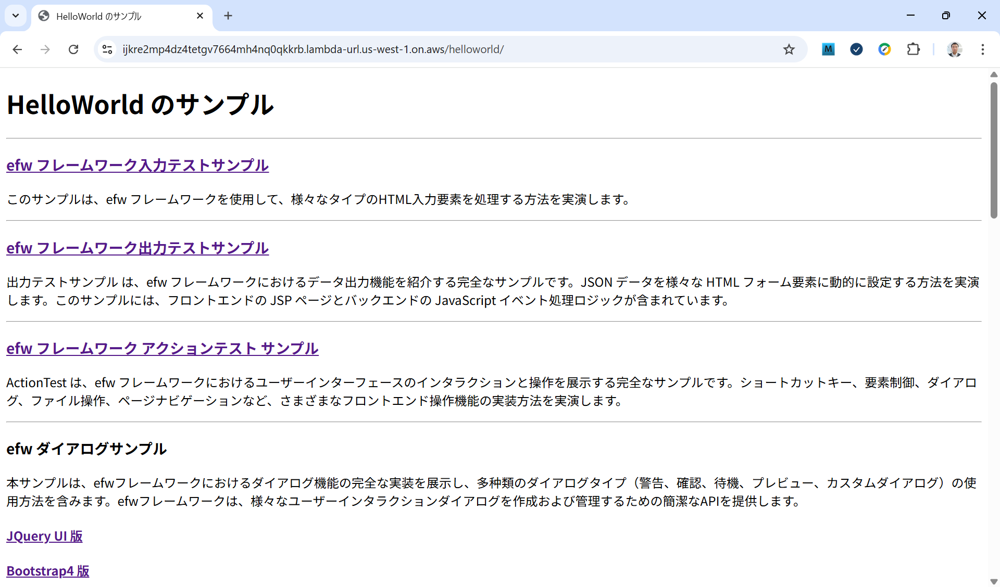 HelloWorld のサンプル
ijkre2mp4dz4tetgv7664mh4nq0qkkrb.lambda-url.us-west-1.on.aws/helloworld/
M
HelloWorld のサンプル
efw フレームワーク入力テストサンプル
このサンプルは、efw フレームワークを使用して、様々なタイプのHTML入力要素を処理する方法を実演します。
efw フレームワーク出力テストサンプル
出力テストサンプル は、efw フレームワークにおけるデータ出力機能を紹介する完全なサンプルです。JSON データを様々な HTML フォーム要素に動的に設定する方法を実演
します。このサンプルには、フロントエンドの JSP ページとバックエンドの JavaScript イベント処理ロジックが含まれています。
efw フレームワーク アクションテスト サンプル
ActionTest は、efw フレームワークにおけるユーザーインターフェースのインタラクションと操作を展示する完全なサンプルです。ショートカットキー、要素制御、ダイアロ
グ、ファイル操作、ページナビゲーションなど、さまざまなフロントエンド操作機能の実装方法を実演します。
efw ダイアログサンプル
本サンプルは、efwフレームワークにおけるダイアログ機能の完全な実装を展示し、多種類のダイアログタイプ（警告、確認、待機、プレビュー、カスタムダイアログ）の使
用方法を含みます。efwフレームワークは、様々なユーザーインタラクションダイアログを作成および管理するための簡潔なAPIを提供します。
JQuery UI 版
Bootstrap4 版